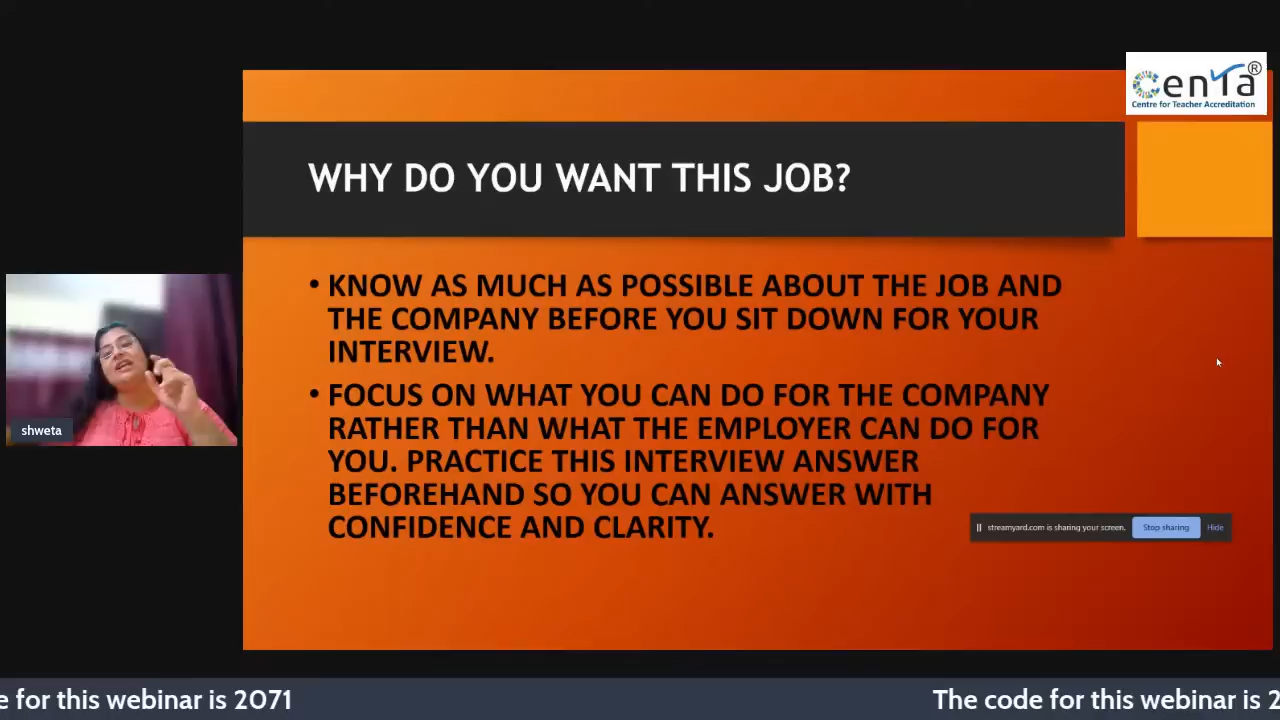 CENTA®
Centre for Teacher Accreditation
WHY DO YOU WANT THIS JOB?
• KNOW AS MUCH AS POSSIBLE ABOUT THE JOB AND
THE COMPANY BEFORE YOU SIT DOWN FOR YOUR
INTERVIEW.
• FOCUS ON WHAT YOU CAN DO FOR THE COMPANY
RATHER THAN WHAT THE EMPLOYER CAN DO FOR
YOU. PRACTICE THIS INTERVIEW ANSWER
BEFOREHAND SO YOU CAN ANSWER WITH
CONFIDENCE AND CLARITY.
shweta
streamyard.com is sharing your screen. Stop sharing Hide
e for this webinar is 2071
The code for this webinar is 2